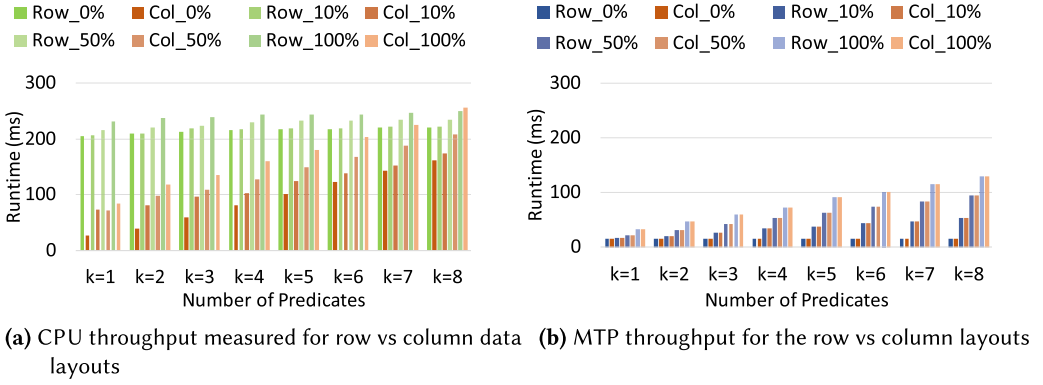 Row_0% Col_0% Row_10% Col_10%
Row_50% Col_50% Row_100% Col_100%
300
200
100
0
Runtime (ms)
k=1 k=2 k=3 k=4 k=5 k=6 k=7 k=8
Number of Predicates
(a) CPU throughput measured for row vs column data
layouts
Row_0% Col_0% Row_10% Col_10%
Row_50% Col_50% Row_100% Col_100%
300
200
100
0
Runtime (ms)
k=1 k=2 k=3 k=4 k=5 k=6 k=7 k=8
Number of Predicates
(b) MTP throughput for the row vs column layouts